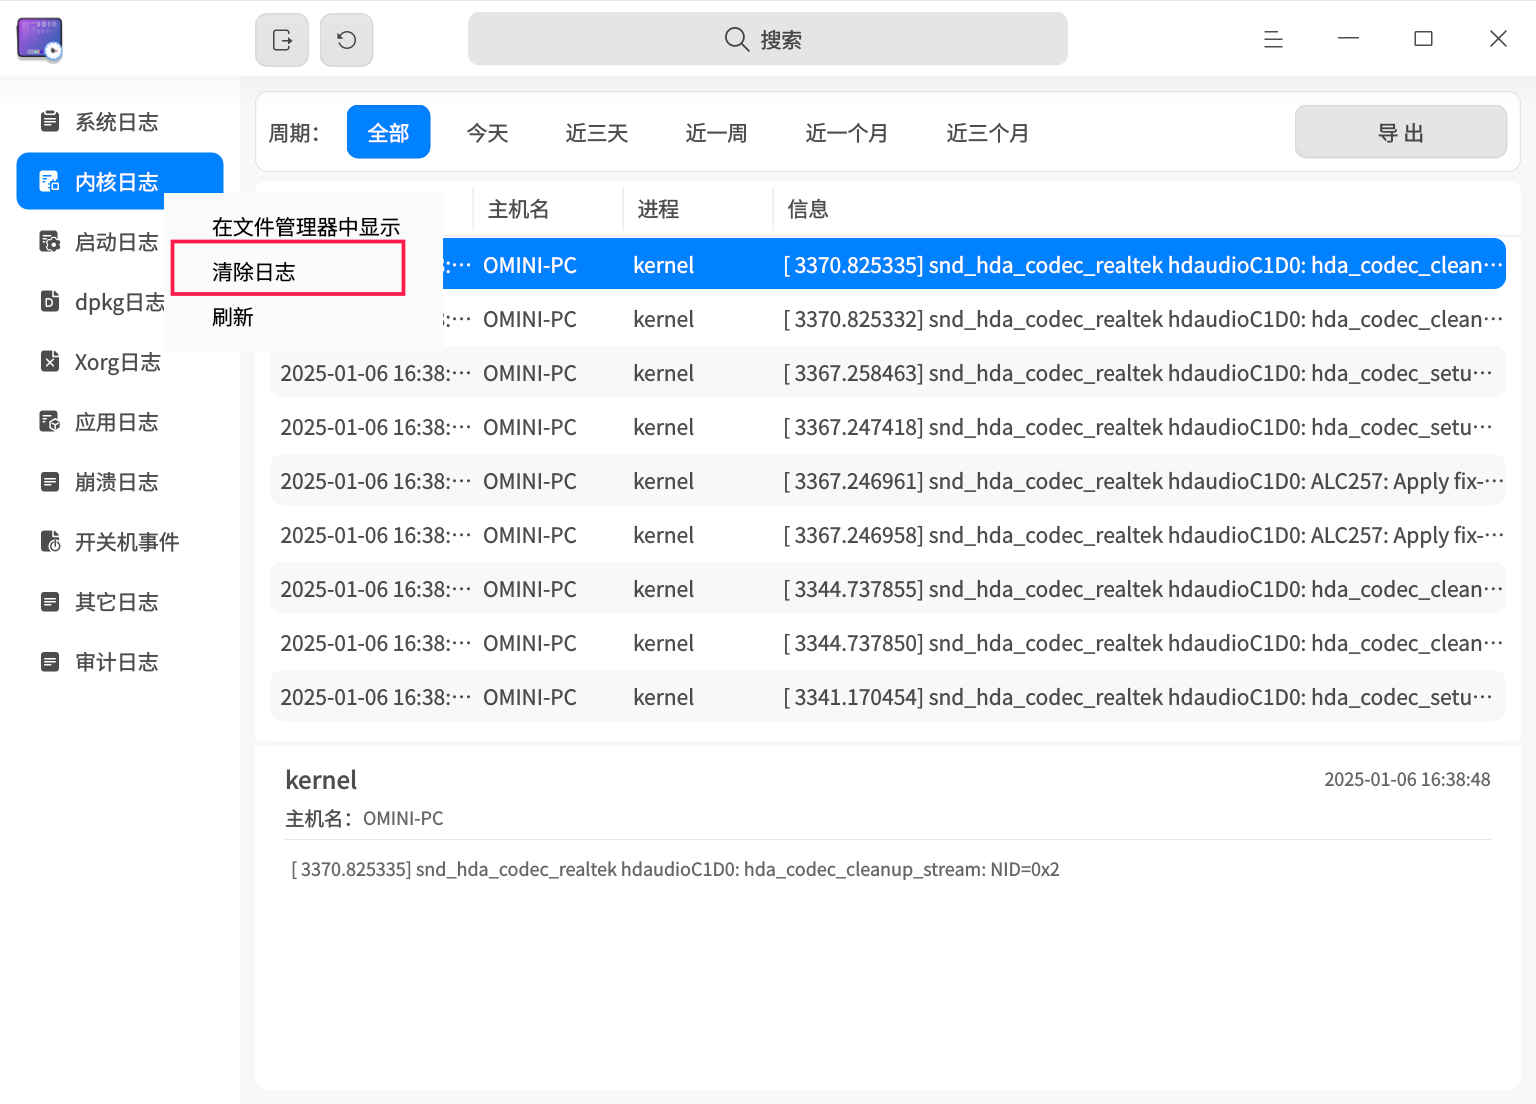 搜索
系统日志
内核日志
启动日志
dpkg日志
Xorg日志
应用日志
崩溃日志
开关机事件
其它日志
审计日志
在文件管理器中显示
清除日志
刷新
周期： 全部 今天 近三天 近一周 近一个月 近三个月 导 出
主机名 进程 信息
:··· OMINI-PC kernel [ 3370.825335] snd_hda_codec_realtek hdaudioC1D0: hda_codec_clean···
:··· OMINI-PC kernel [ 3370.825332] snd_hda_codec_realtek hdaudioC1D0: hda_codec_clean···
2025-01-06 16:38:··· OMINI-PC kernel [ 3367.258463] snd_hda_codec_realtek hdaudioC1D0: hda_codec_setu···
2025-01-06 16:38:··· OMINI-PC kernel [ 3367.247418] snd_hda_codec_realtek hdaudioC1D0: hda_codec_setu···
2025-01-06 16:38:··· OMINI-PC kernel [ 3367.246961] snd_hda_codec_realtek hdaudioC1D0: ALC257: Apply fix-···
2025-01-06 16:38:··· OMINI-PC kernel [ 3367.246958] snd_hda_codec_realtek hdaudioC1D0: ALC257: Apply fix-···
2025-01-06 16:38:··· OMINI-PC kernel [ 3344.737855] snd_hda_codec_realtek hdaudioC1D0: hda_codec_clean···
2025-01-06 16:38:··· OMINI-PC kernel [ 3344.737850] snd_hda_codec_realtek hdaudioC1D0: hda_codec_clean···
2025-01-06 16:38:··· OMINI-PC kernel [ 3341.170454] snd_hda_codec_realtek hdaudioC1D0: hda_codec_setu···
kernel 2025-01-06 16:38:48
主机名： OMINI-PC
[ 3370.825335] snd_hda_codec_realtek hdaudioC1D0: hda_codec_cleanup_stream: NID=0x2